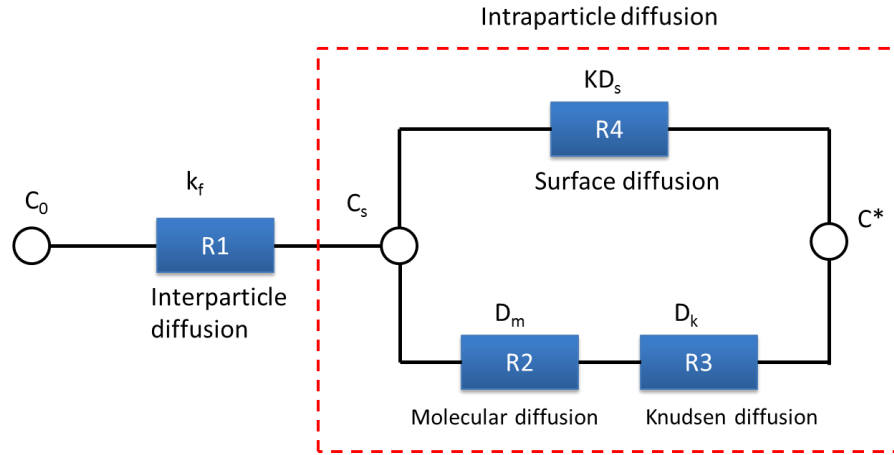 Intraparticle diffusion
KDₛ
R4
Surface diffusion
C₀
k_f
R1
Interparticle
diffusion
Cₛ
C*
Dₘ
R2
Molecular diffusion
Dₖ
R3
Knudsen diffusion